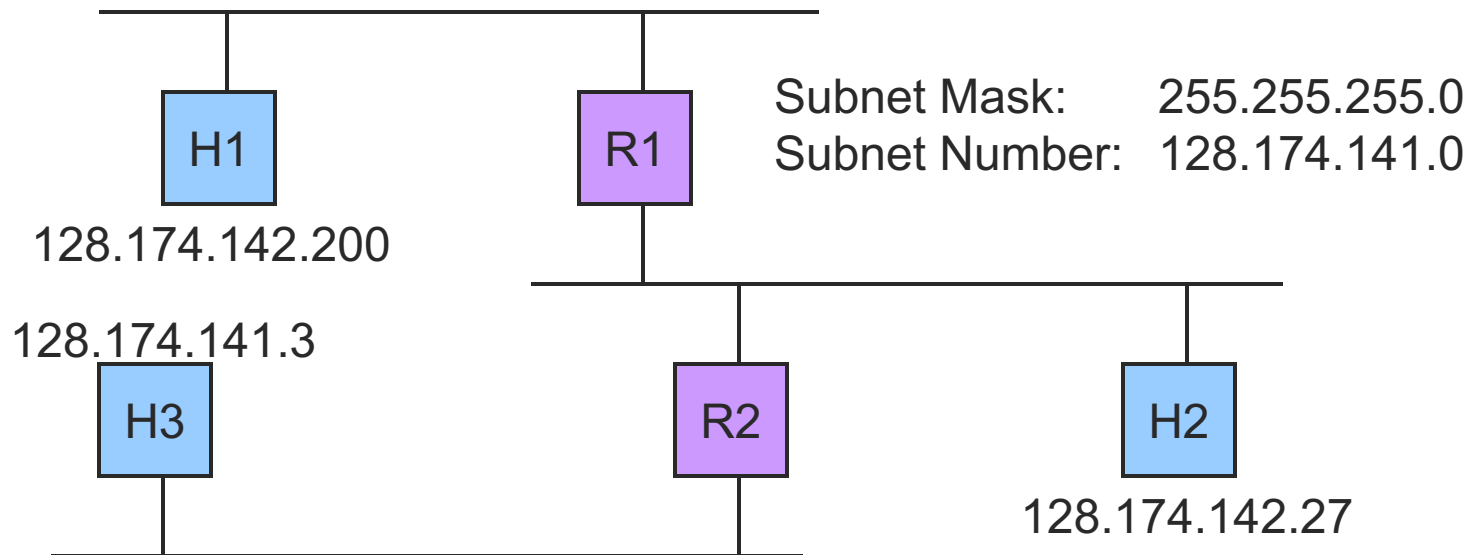 H1
R1
Subnet Mask: 255.255.255.0
Subnet Number: 128.174.141.0
128.174.142.200
128.174.141.3
H3
R2
H2
128.174.142.27